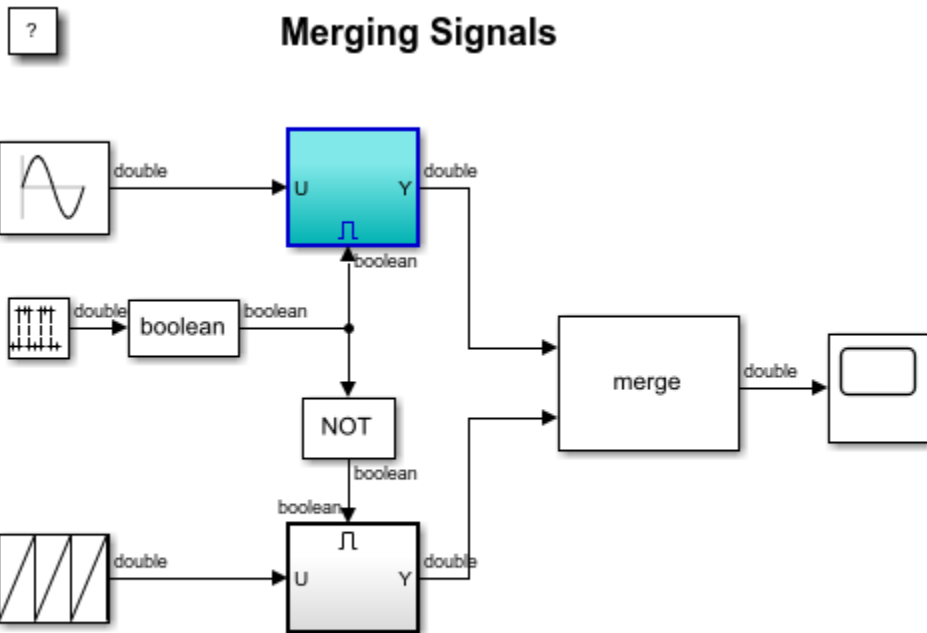 ?
Merging Signals
double
U
Y
double
boolean
double
boolean
boolean
merge
double
NOT
boolean
boolean
double
U
Y
double